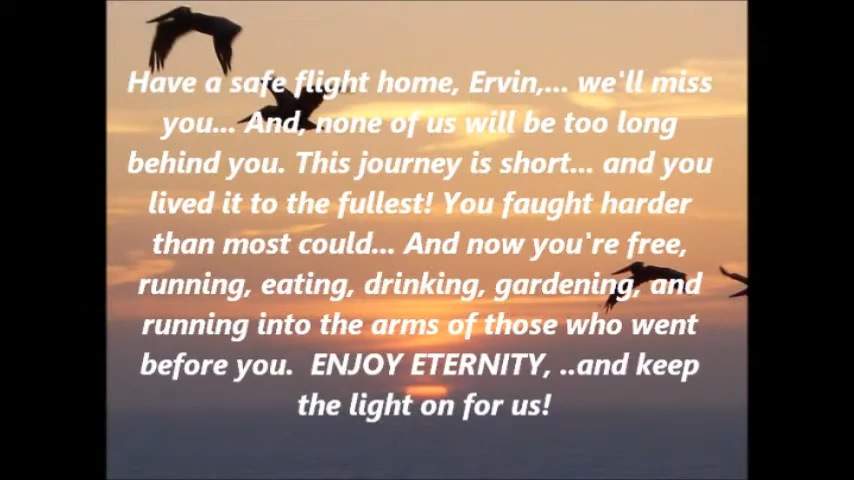 Have a safe flight home, Ervin,... we'll miss
you... And, none of us will be too long
behind you. This journey is short... and you
lived it to the fullest! You faught harder
than most could... And now you're free,
running, eating, drinking, gardening, and
running into the arms of those who went
before you.  ENJOY ETERNITY, ..and keep
the light on for us!